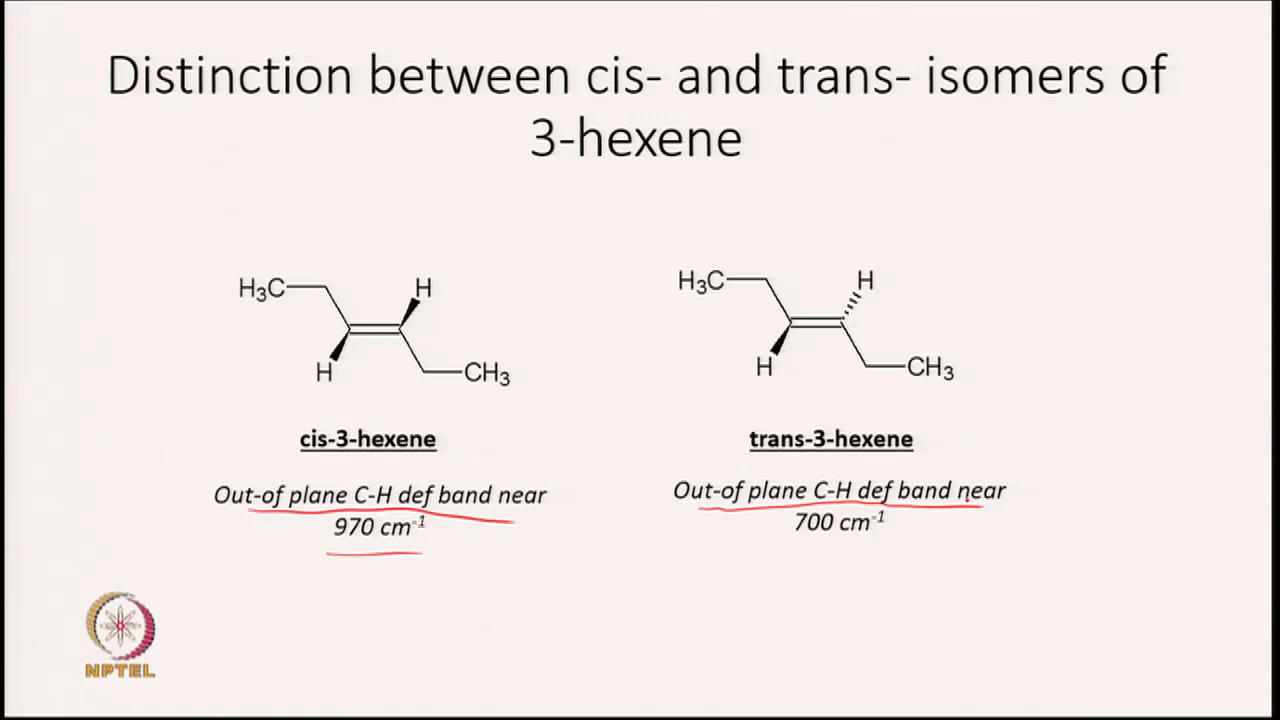 Distinction between cis- and trans- isomers of
3-hexene
H₃C
H
H
CH₃
cis-3-hexene
Out-of plane C-H def band near
970 cm⁻¹
H₃C
H
H
CH₃
trans-3-hexene
Out-of plane C-H def band near
700 cm⁻¹
NPTEL